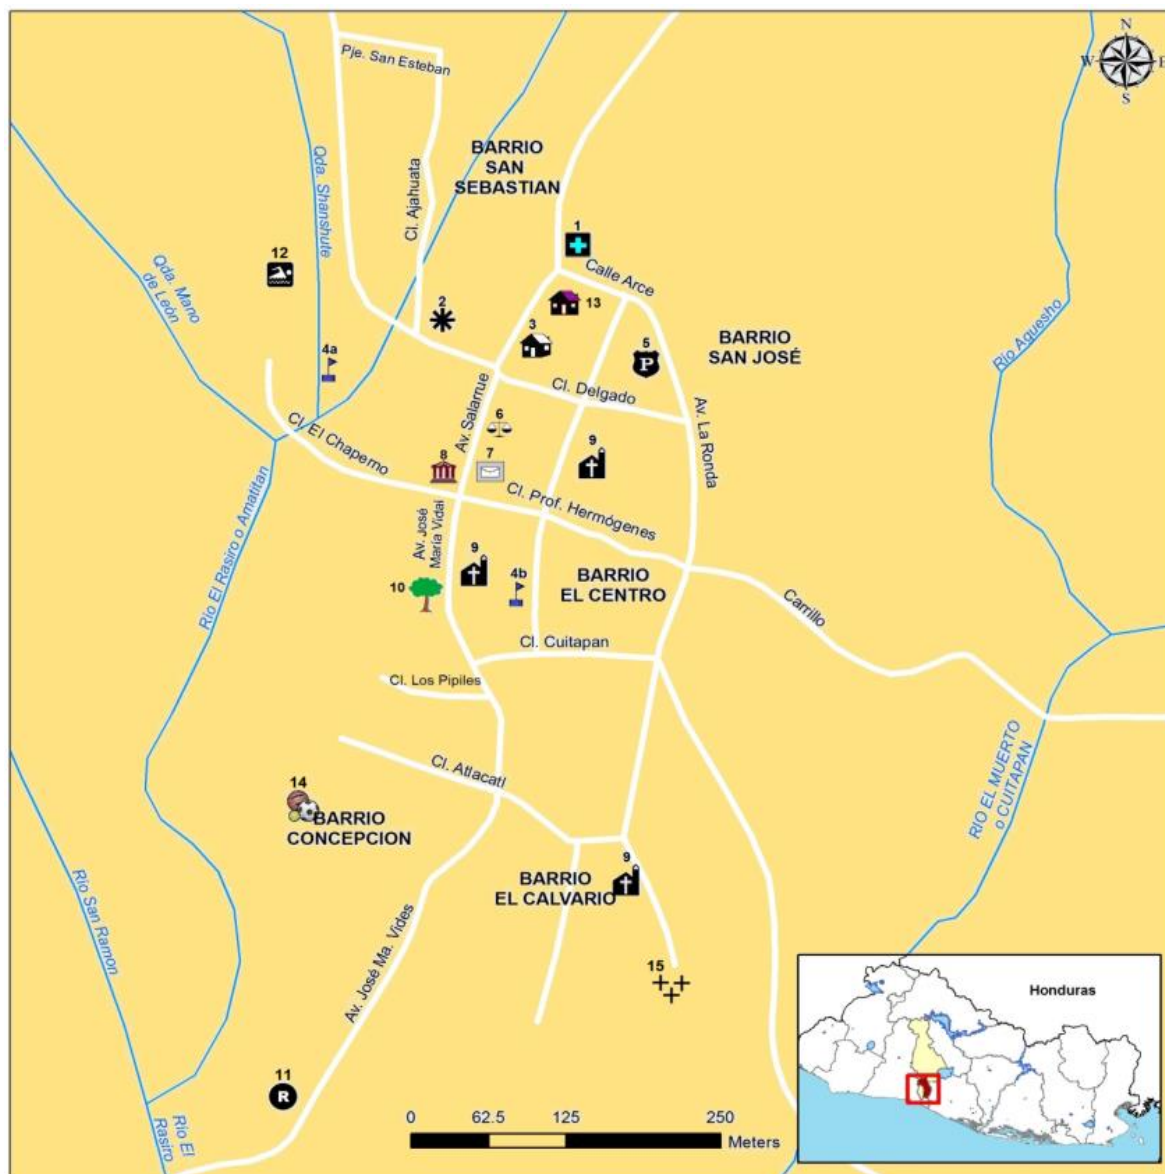 N
W
E
S
Pje. San Esteban
BARRIO
SAN
SEBASTIAN
Cl. Ajahuata
Qda. Shanshute
1
12
Calle Arce
Qda. Mano
de León
2
13
3
BARRIO
SAN JOSÉ
5
Río Aguesho
4a
Cl. Delgado
Av. Salarrue
6
Av. La Ronda
Cl. El Chaperno
8
7
9
Cl. Prof. Hermógenes
Av. José
María Vidal
9
4b
BARRIO
EL CENTRO
10
Carrillo
Río El Rasiro o Amatitan
Cl. Cuitapan
Cl. Los Pipiles
RIO EL MUERTO
o CUITAPAN
Cl. Atlacatl
14
BARRIO
CONCEPCION
9
BARRIO
EL CALVARIO
Río San Ramon
Av. José Ma. Vides
15
Honduras
11
R
Río El
Rasiro
0
62.5
125
250
Meters
P